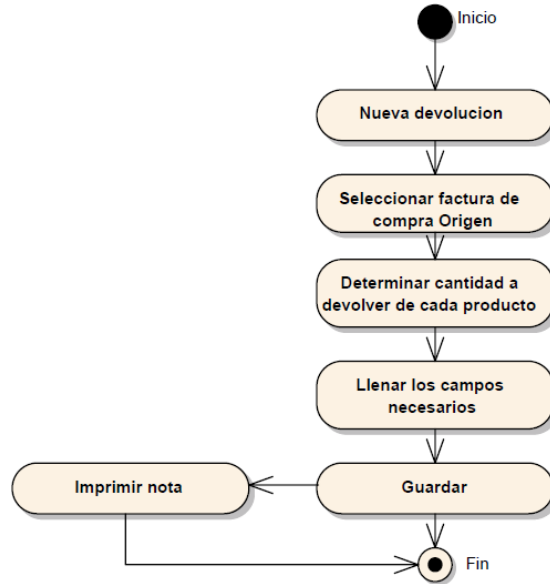 Inicio
Nueva devolucion
Seleccionar factura de
compra Origen
Determinar cantidad a
devolver de cada producto
Llenar los campos
necesarios
Imprimir nota
Guardar
Fin